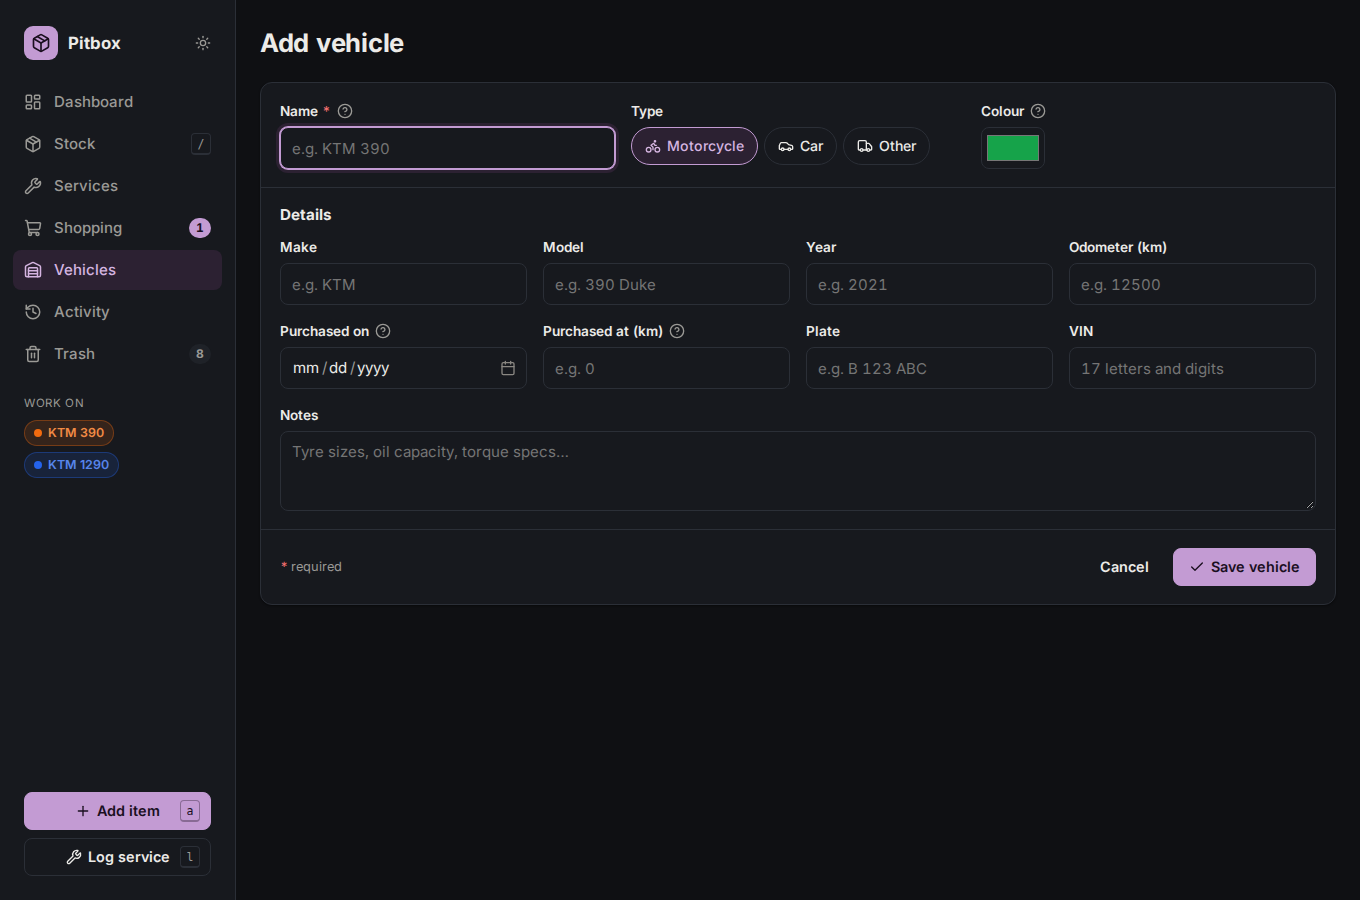 Pitbox
Dashboard
Stock /
Services
Shopping 1
Vehicles
Activity
Trash 8
WORK ON
KTM 390
KTM 1290
Add item a
Log service l
Add vehicle
Name * ?
e.g. KTM 390
Type
Motorcycle Car Other
Colour ?
Details
Make Model Year Odometer (km)
e.g. KTM e.g. 390 Duke e.g. 2021 e.g. 12500
Purchased on ? Purchased at (km) ? Plate VIN
mm/dd/yyyy e.g. 0 e.g. B 123 ABC 17 letters and digits
Notes
Tyre sizes, oil capacity, torque specs...
* required Cancel Save vehicle